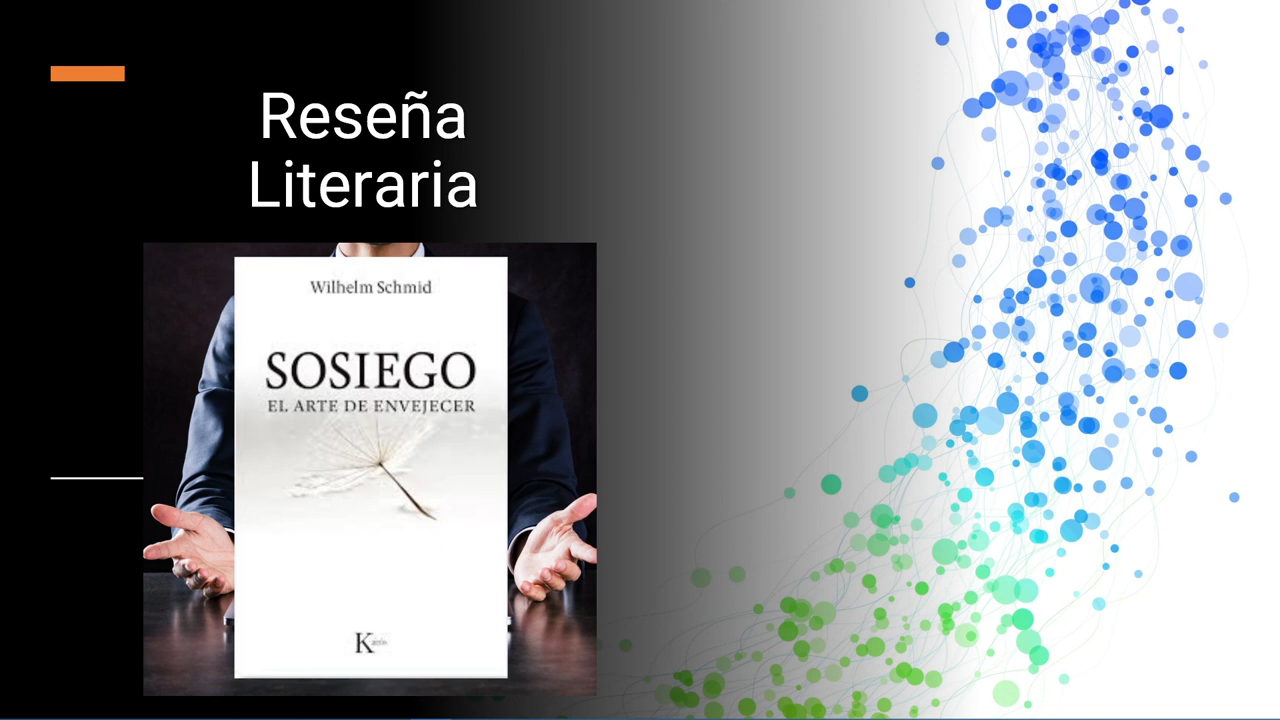 Reseña
Literaria
Wilhelm Schmid
SOSIEGO
EL ARTE DE ENVEJECER
K